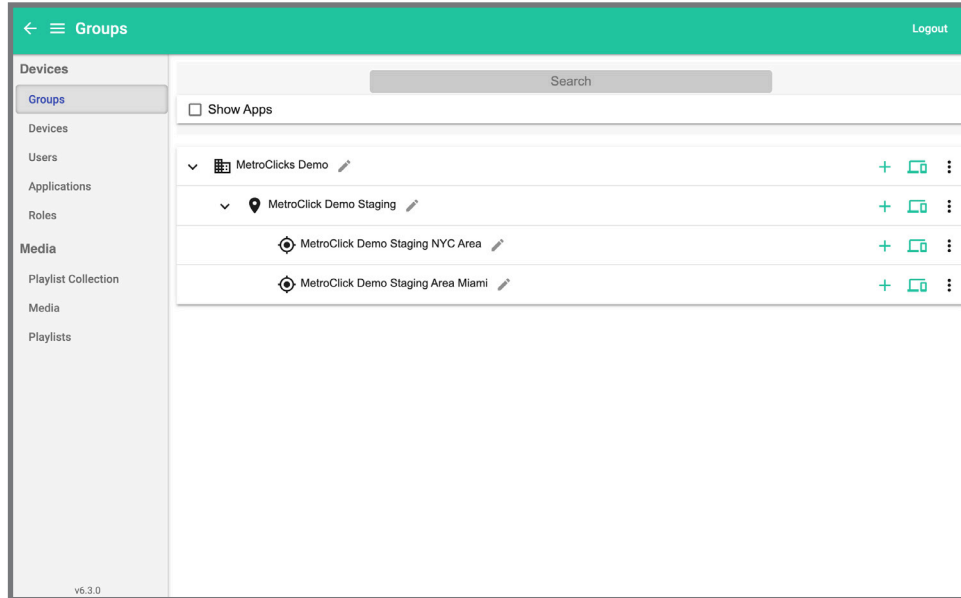 Groups
Logout
Devices
Groups
Devices
Users
Applications
Roles
Media
Playlist Collection
Media
Playlists
v6.3.0
Search
Show Apps
MetroClicks Demo
MetroClick Demo Staging
MetroClick Demo Staging NYC Area
MetroClick Demo Staging Area Miami